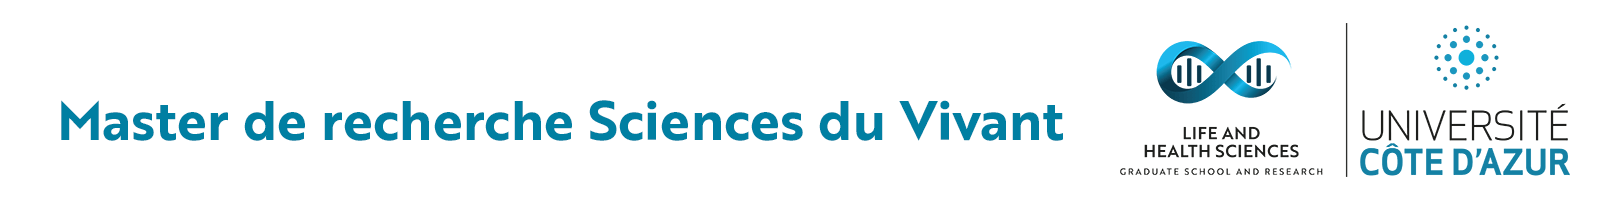 Master de recherche Sciences du Vivant
LIFE AND
HEALTH SCIENCES
GRADUATE SCHOOL AND RESEARCH
UNIVERSITÉ
CÔTE D'AZUR